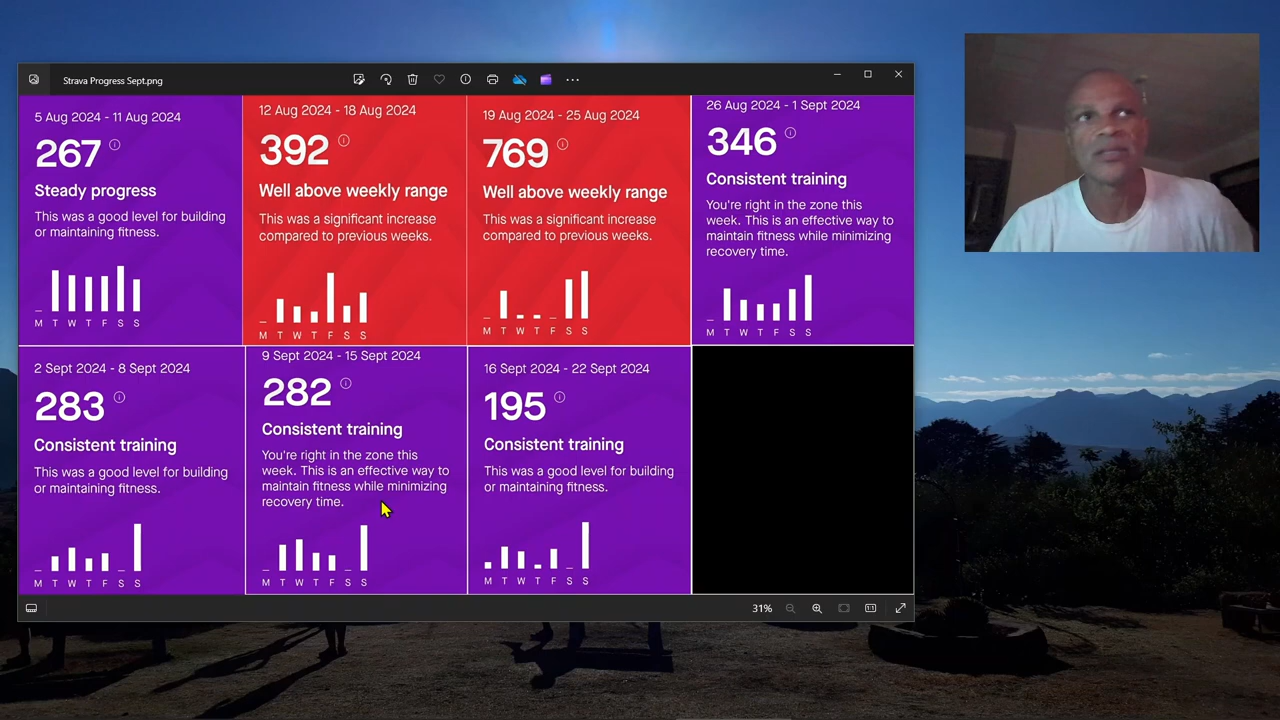 Strava Progress Sept.png
5 Aug 2024 - 11 Aug 2024
267
Steady progress
This was a good level for building
or maintaining fitness.
M T W T F S S
12 Aug 2024 - 18 Aug 2024
392
Well above weekly range
This was a significant increase
compared to previous weeks.
M T W T F S S
19 Aug 2024 - 25 Aug 2024
769
Well above weekly range
This was a significant increase
compared to previous weeks.
M T W T F S S
26 Aug 2024 - 1 Sept 2024
346
Consistent training
You're right in the zone this
week. This is an effective way to
maintain fitness while minimizing
recovery time.
M T W T F S S
2 Sept 2024 - 8 Sept 2024
283
Consistent training
This was a good level for building
or maintaining fitness.
M T W T F S S
9 Sept 2024 - 15 Sept 2024
282
Consistent training
You're right in the zone this
week. This is an effective way to
maintain fitness while minimizing
recovery time.
M T W T F S S
16 Sept 2024 - 22 Sept 2024
195
Consistent training
This was a good level for building
or maintaining fitness.
M T W T F S S
31%